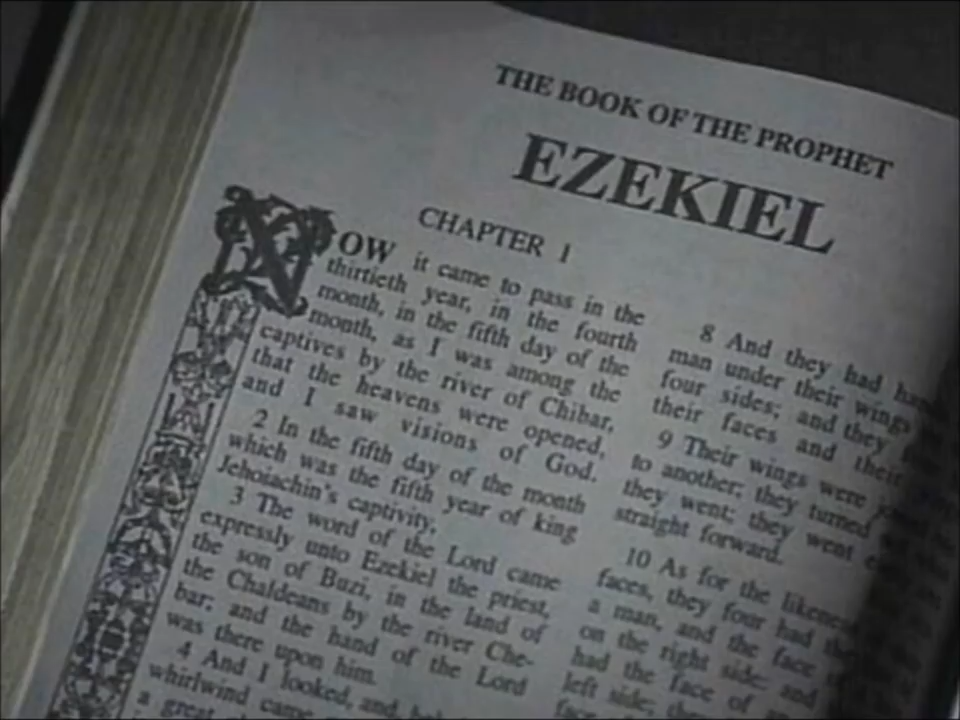 THE BOOK OF THE PROPHET
EZEKIEL
CHAPTER 1
NOW it came to pass in the
thirtieth year, in the fourth
month, in the fifth day of the
month, as I was among the
captives by the river of Chibar,
that the heavens were opened,
and I saw visions of God.
2 In the fifth day of the month
which was the fifth year of king
Jehoiachin's captivity,
3 The word of the Lord came
expressly unto Ezekiel the priest,
the son of Buzi, in the land of
the Chaldeans by the river Che-
bar; and the hand of the Lord
was there upon him.
4 And I looked, and,
whirlwind came
a great
8 And they had
man under their wings
four sides; and they
their faces and their
9 Their wings were
to another; they turned
they went; they went
straight forward.
10 As for the
faces, they four had the
a man, and the face
on the right side: and
had the face of
left side;